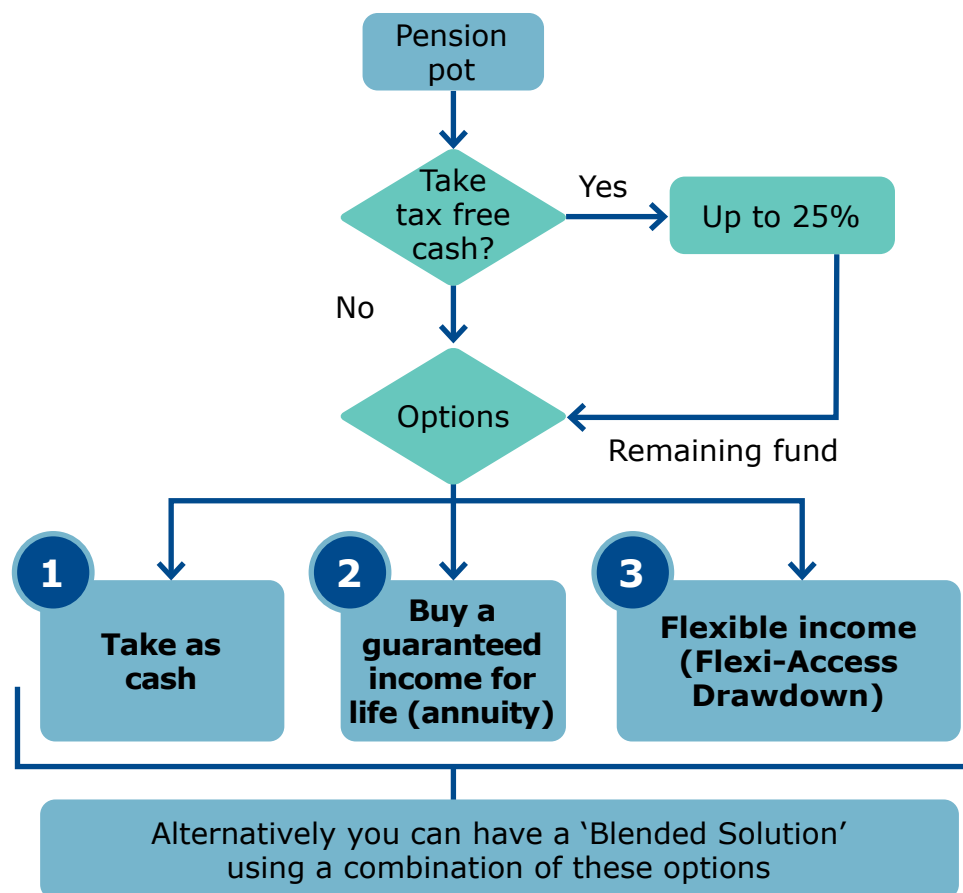 Pension
pot
Take
tax free
cash?
Yes
Up to 25%
No
Options
Remaining fund
1
Take as
cash
2
Buy a
guaranteed
income for
life (annuity)
3
Flexible income
(Flexi-Access
Drawdown)
Alternatively you can have a ‘Blended Solution’
using a combination of these options